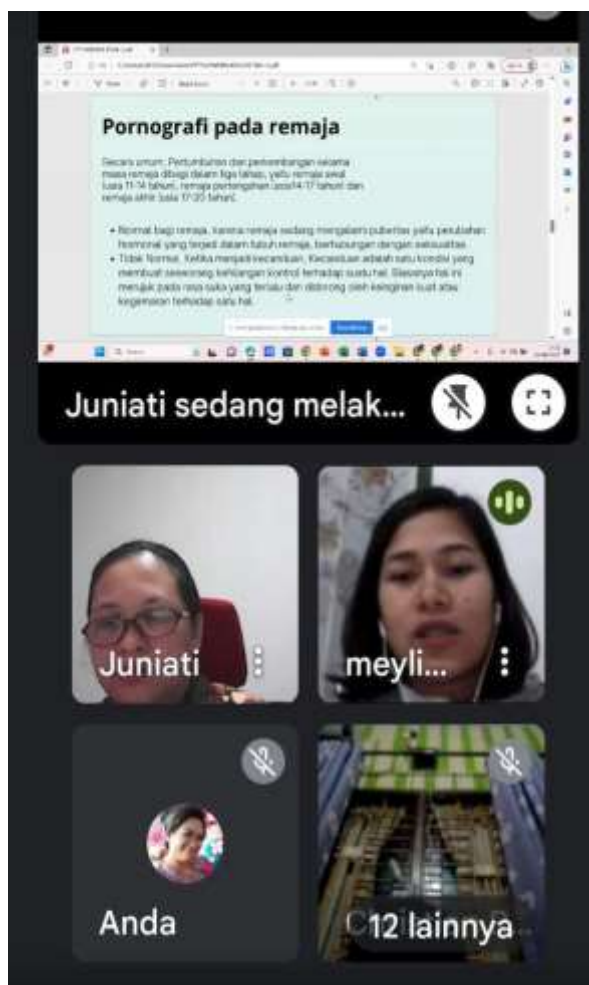 Pornografi pada remaja
Secara umum, Pertumbuhan dan perkembangan selama
masa remaja dibagi dalam tiga tahap, yaitu remaja awal
(usia 11-14 tahun), remaja pertengahan (usia14-17 tahun) dan
remaja akhir (usia 17-20 tahun).
• Normal bagi remaja, karena remaja sedang mengalami pubertas yaitu perubahan
hormonal yang terjadi dalam tubuh remaja, berhubungan dengan seksualitas.
• Tidak Normal, Ketika menjadi kecanduan, Kecanduan adalah satu kondisi yang
membuat seseorang kehilangan kontrol terhadap suatu hal. Biasanya hal ini
merujuk pada rasa suka yang terlalu dan didorong oleh keinginan kuat atau
kegemaran terhadap satu hal.
Juniati sedang melak...
Juniati
meyli...
Anda
12 lainnya